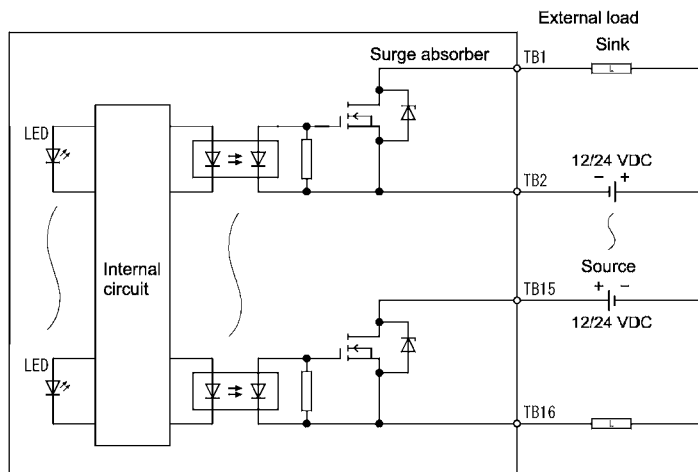 External load
Sink
Surge absorber
TB1
L
LED
12/24 VDC
− +
TB2
Internal
circuit
Source
+ −
TB15
12/24 VDC
LED
TB16
L